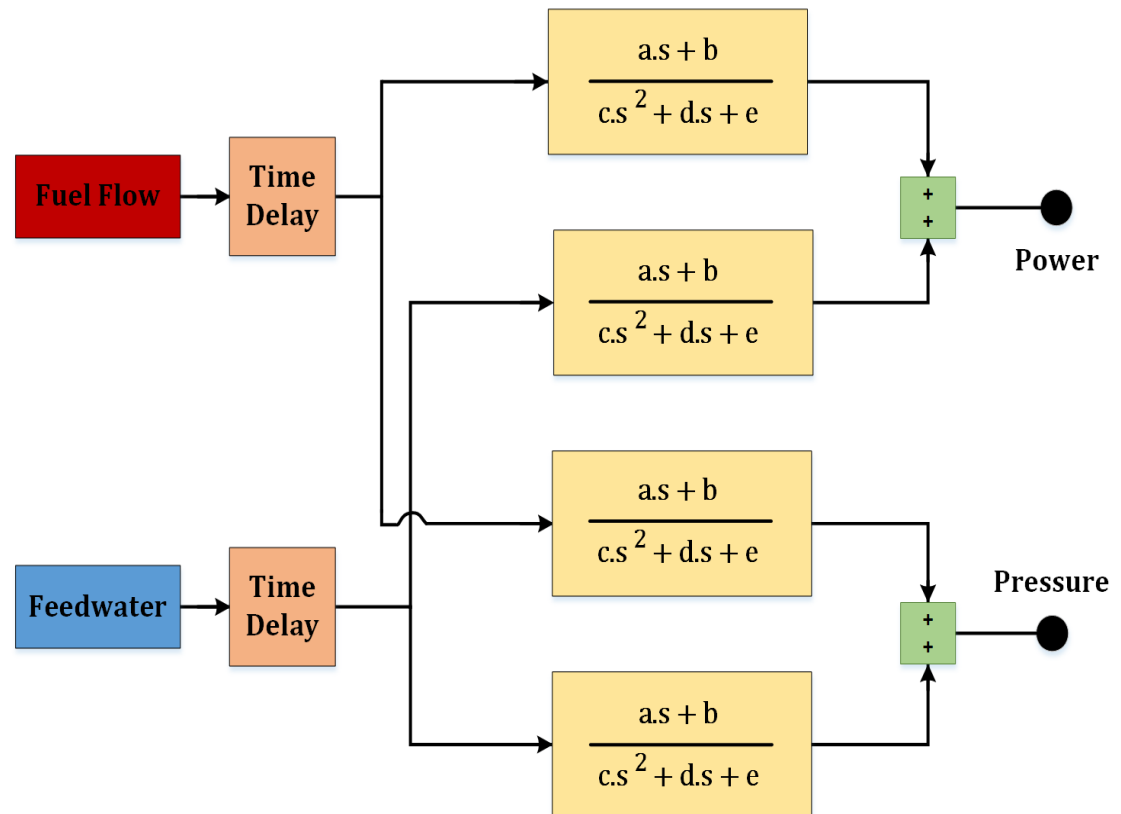 a.s + b
c.s 2 + d.s + e
Fuel Flow
Time
Delay
+
+
Power
a.s + b
c.s 2 + d.s + e
a.s + b
c.s 2 + d.s + e
Feedwater
Time
Delay
Pressure
+
+
a.s + b
c.s 2 + d.s + e